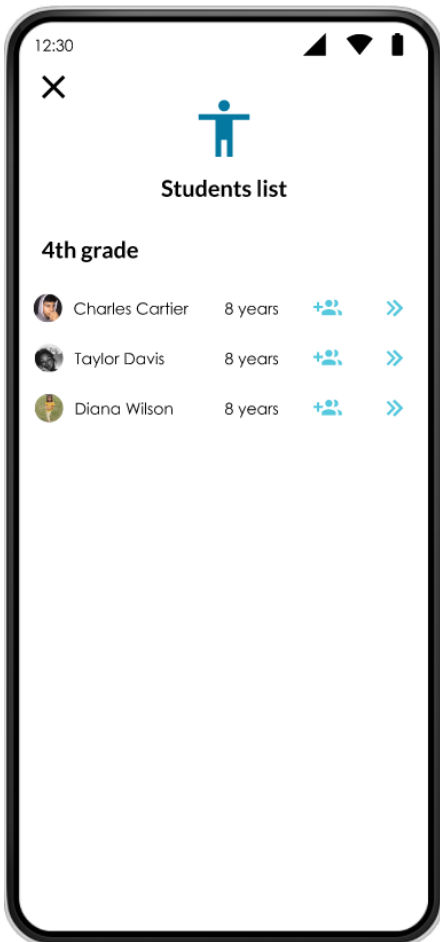 12:30
Students list
4th grade
Charles Cartier 8 years
Taylor Davis 8 years
Diana Wilson 8 years